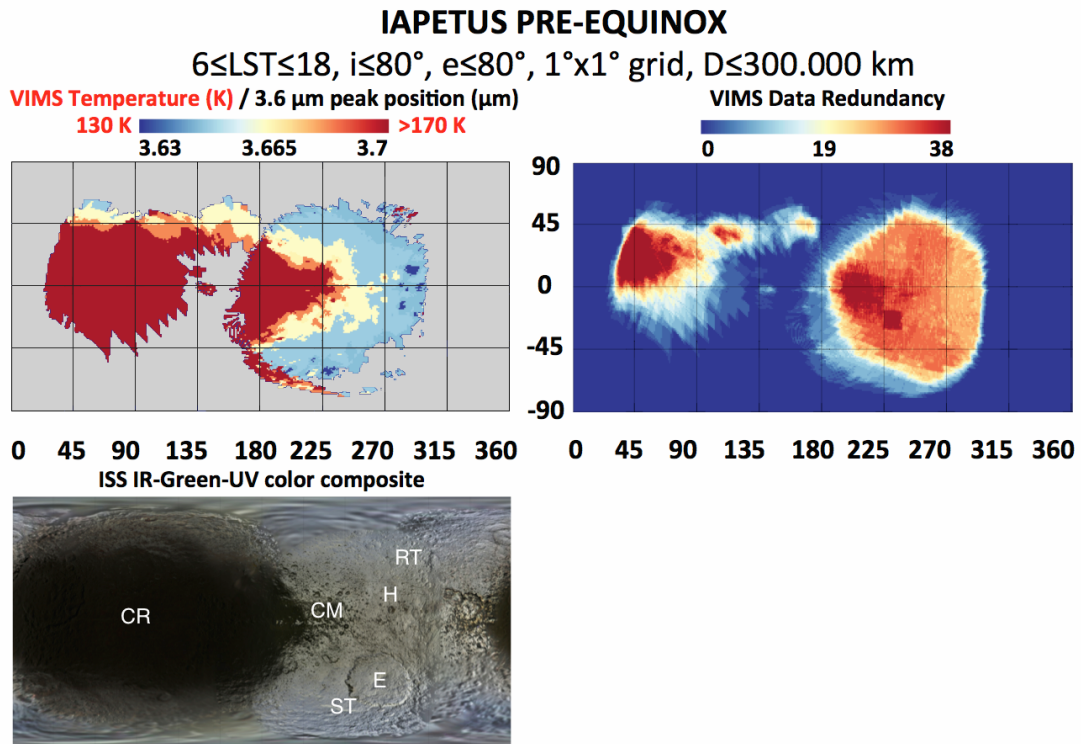 IAPETUS PRE-EQUINOX
6≤LST≤18, i≤80°, e≤80°, 1°x1° grid, D≤300.000 km
VIMS Temperature (K) / 3.6 μm peak position (μm)
130 K >170 K
3.63 3.665 3.7
VIMS Data Redundancy
0 19 38
90
45
0
-45
-90
0 45 90 135 180 225 270 315 360
0 45 90 135 180 225 270 315 360
ISS IR-Green-UV color composite
RT
H
CM
CR
E
ST